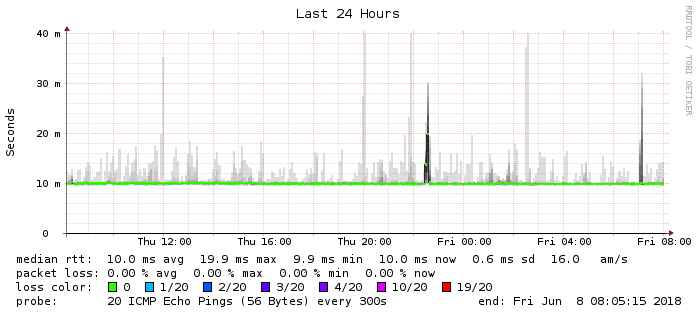 Last 24 Hours
RRDTOOL / TOBI OETIKER
Seconds
40 m
30 m
20 m
10 m
0
Thu 12:00 Thu 16:00 Thu 20:00 Fri 00:00 Fri 04:00 Fri 08:00
median rtt: 10.0 ms avg 19.9 ms max 9.9 ms min 10.0 ms now 0.6 ms sd 16.0 am/s
packet loss: 0.00 % avg 0.00 % max 0.00 % min 0.00 % now
loss color: 0 1/20 2/20 3/20 4/20 10/20 19/20
probe: 20 ICMP Echo Pings (56 Bytes) every 300s end: Fri Jun 8 08:05:15 2018